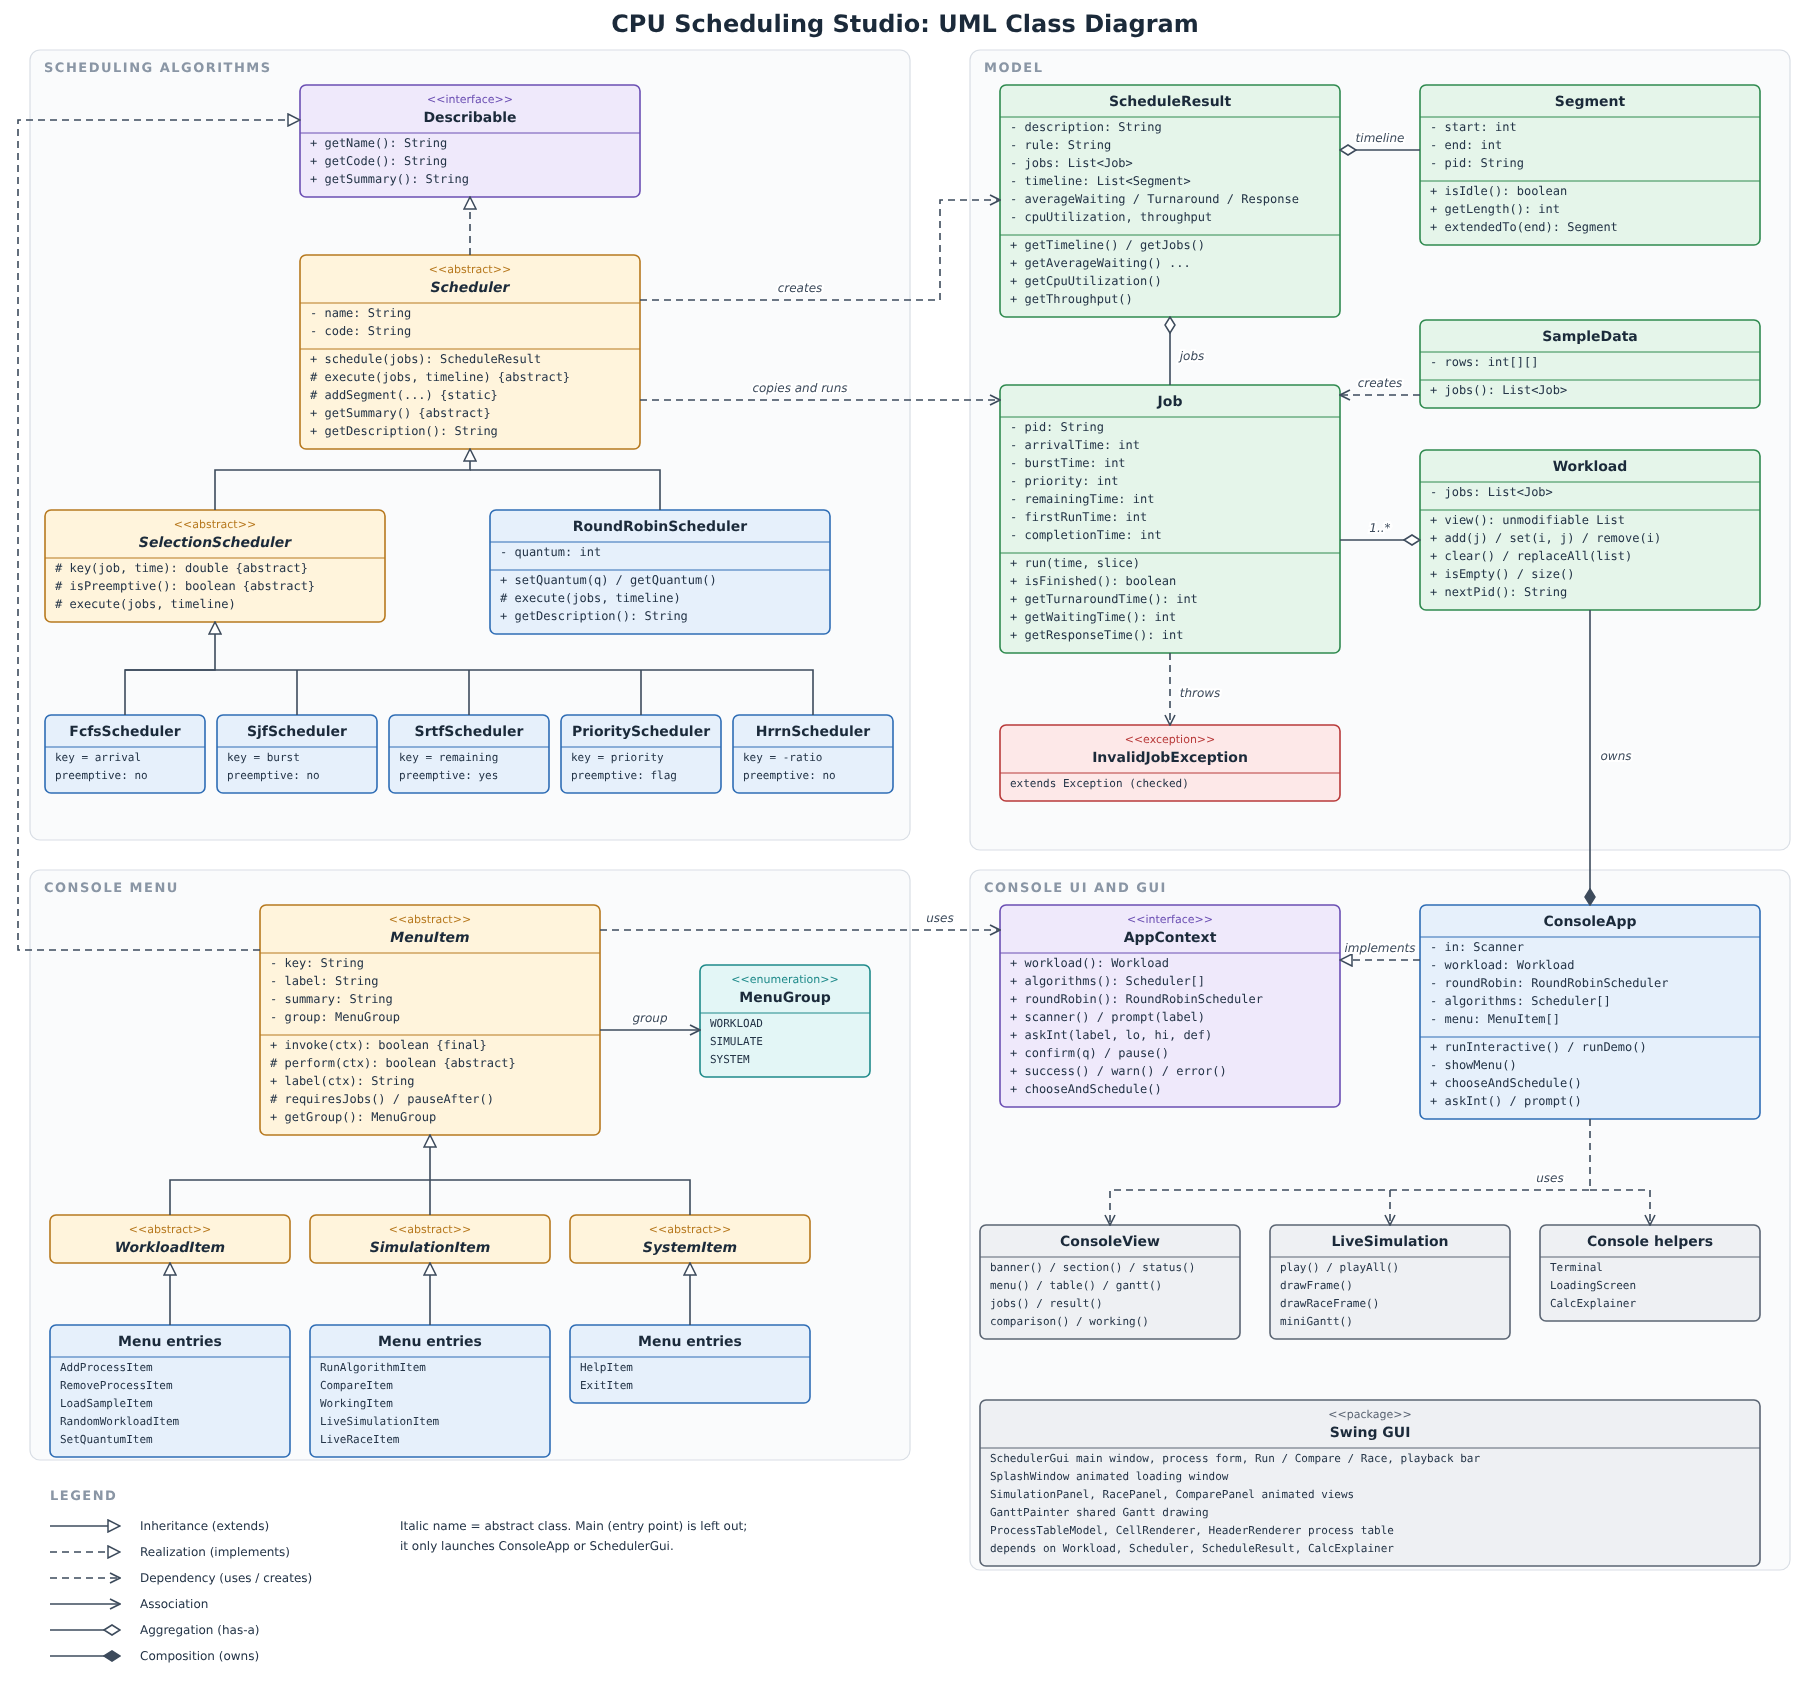 CPU Scheduling Studio: UML Class Diagram
SCHEDULING ALGORITHMS
<<interface>>
Describable
+ getName(): String
+ getCode(): String
+ getSummary(): String
<<abstract>>
Scheduler
- name: String
- code: String
+ schedule(jobs): ScheduleResult
# execute(jobs, timeline) {abstract}
# addSegment(...) {static}
+ getSummary() {abstract}
+ getDescription(): String
creates
copies and runs
<<abstract>>
SelectionScheduler
# key(job, time): double {abstract}
# isPreemptive(): boolean {abstract}
# execute(jobs, timeline)
RoundRobinScheduler
- quantum: int
+ setQuantum(q) / getQuantum()
# execute(jobs, timeline)
+ getDescription(): String
FcfsScheduler
key = arrival
preemptive: no
SjfScheduler
key = burst
preemptive: no
SrtfScheduler
key = remaining
preemptive: yes
PriorityScheduler
key = priority
preemptive: flag
HrrnScheduler
key = -ratio
preemptive: no
MODEL
ScheduleResult
- description: String
- rule: String
- jobs: List<Job>
- timeline: List<Segment>
- averageWaiting / Turnaround / Response
- cpuUtilization, throughput
+ getTimeline() / getJobs()
+ getAverageWaiting() ...
+ getCpuUtilization()
+ getThroughput()
timeline
Segment
- start: int
- end: int
- pid: String
+ isIdle(): boolean
+ getLength(): int
+ extendedTo(end): Segment
jobs
SampleData
- rows: int[][]
+ jobs(): List<Job>
creates
Job
- pid: String
- arrivalTime: int
- burstTime: int
- priority: int
- remainingTime: int
- firstRunTime: int
- completionTime: int
+ run(time, slice)
+ isFinished(): boolean
+ getTurnaroundTime(): int
+ getWaitingTime(): int
+ getResponseTime(): int
1..*
Workload
- jobs: List<Job>
+ view(): unmodifiable List
+ add(j) / set(i, j) / remove(i)
+ clear() / replaceAll(list)
+ isEmpty() / size()
+ nextPid(): String
throws
<<exception>>
InvalidJobException
extends Exception (checked)
owns
CONSOLE MENU
<<abstract>>
MenuItem
- key: String
- label: String
- summary: String
- group: MenuGroup
+ invoke(ctx): boolean {final}
# perform(ctx): boolean {abstract}
+ label(ctx): String
# requiresJobs() / pauseAfter()
+ getGroup(): MenuGroup
uses
group
<<enumeration>>
MenuGroup
WORKLOAD
SIMULATE
SYSTEM
<<abstract>>
WorkloadItem
<<abstract>>
SimulationItem
<<abstract>>
SystemItem
Menu entries
AddProcessItem
RemoveProcessItem
LoadSampleItem
RandomWorkloadItem
SetQuantumItem
Menu entries
RunAlgorithmItem
CompareItem
WorkingItem
LiveSimulationItem
LiveRaceItem
Menu entries
HelpItem
ExitItem
CONSOLE UI AND GUI
<<interface>>
AppContext
+ workload(): Workload
+ algorithms(): Scheduler[]
+ roundRobin(): RoundRobinScheduler
+ scanner() / prompt(label)
+ askInt(label, lo, hi, def)
+ confirm(q) / pause()
+ success() / warn() / error()
+ chooseAndSchedule()
implements
ConsoleApp
- in: Scanner
- workload: Workload
- roundRobin: RoundRobinScheduler
- algorithms: Scheduler[]
- menu: MenuItem[]
+ runInteractive() / runDemo()
- showMenu()
+ chooseAndSchedule()
+ askInt() / prompt()
uses
ConsoleView
banner() / section() / status()
menu() / table() / gantt()
jobs() / result()
comparison() / working()
LiveSimulation
play() / playAll()
drawFrame()
drawRaceFrame()
miniGantt()
Console helpers
Terminal
LoadingScreen
CalcExplainer
<<package>>
Swing GUI
SchedulerGui main window, process form, Run / Compare / Race, playback bar
SplashWindow animated loading window
SimulationPanel, RacePanel, ComparePanel animated views
GanttPainter shared Gantt drawing
ProcessTableModel, CellRenderer, HeaderRenderer process table
depends on Workload, Scheduler, ScheduleResult, CalcExplainer
LEGEND
Inheritance (extends)
Realization (implements)
Dependency (uses / creates)
Association
Aggregation (has-a)
Composition (owns)
Italic name = abstract class. Main (entry point) is left out;
it only launches ConsoleApp or SchedulerGui.